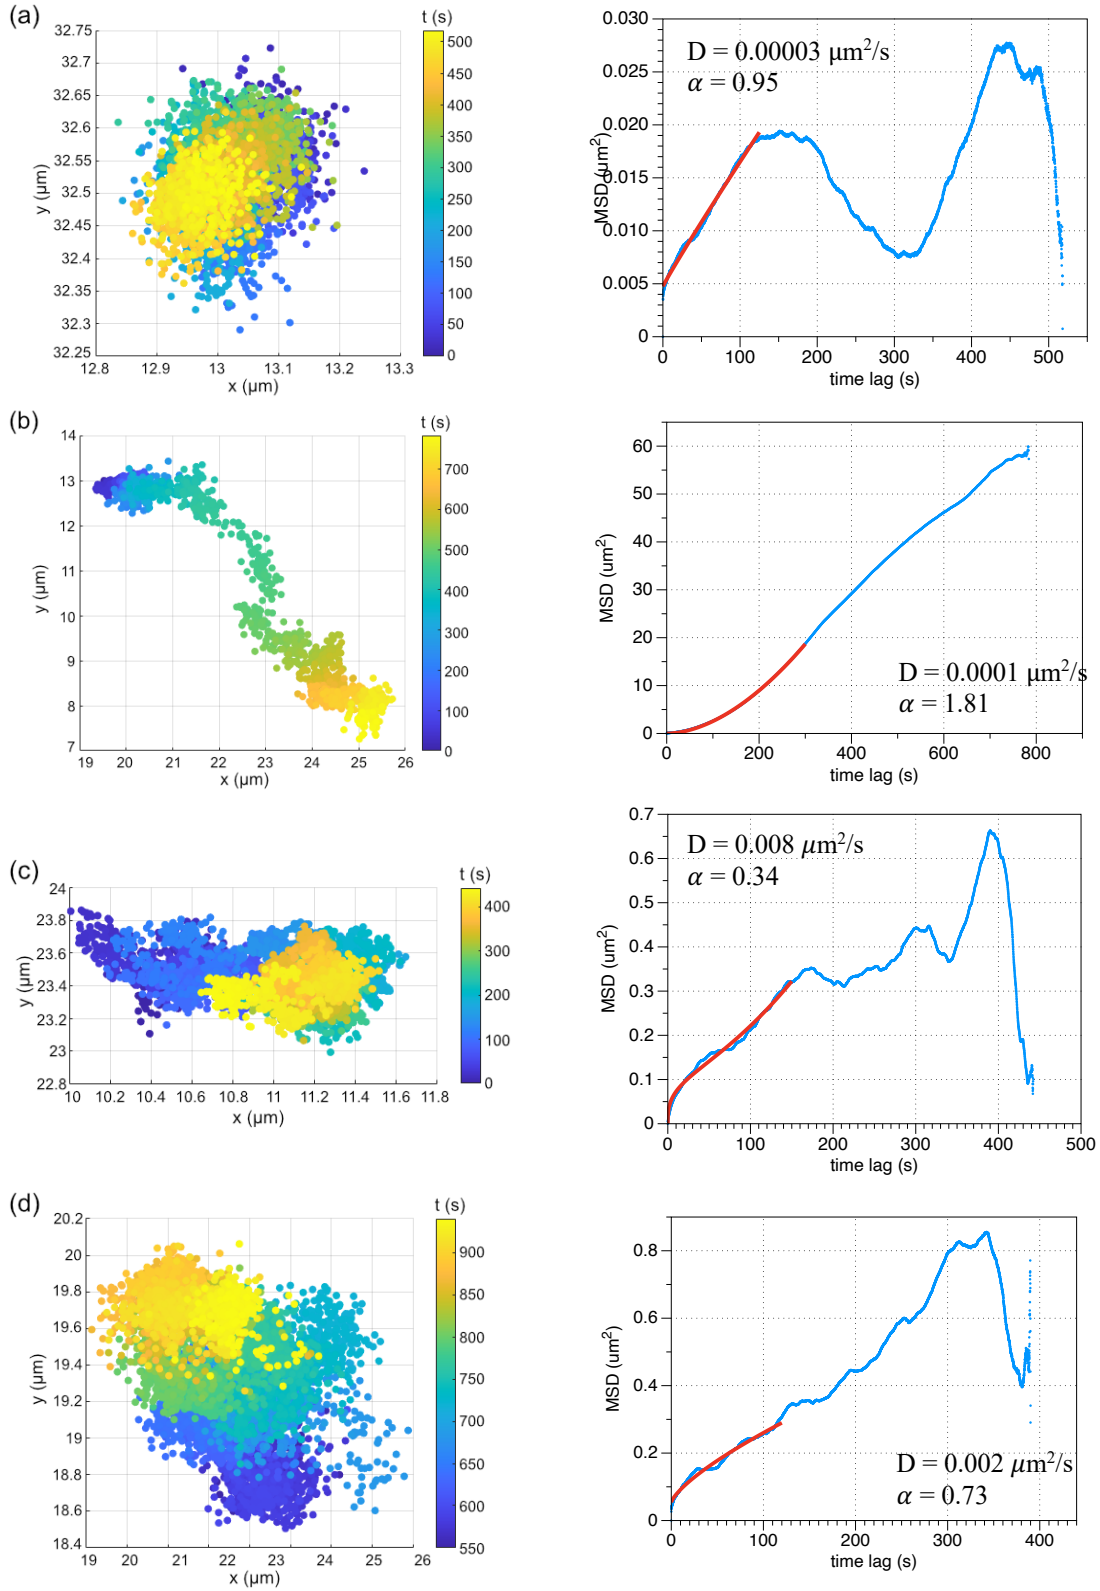 (a)
t (s)
32.75
32.7
32.65
32.6
32.55
32.5
32.45
32.4
32.35
32.3
32.25
y (µm)
12.8 12.9 13 13.1 13.2 13.3
x (µm)
500
450
400
350
300
250
200
150
100
50
0
0.030
0.025
0.020
0.015
0.010
0.005
0
MSD (um²)
D = 0.00003 µm²/s
α = 0.95
0 100 200 300 400 500
time lag (s)
(b)
t (s)
14
13
12
11
10
9
8
7
y (µm)
19 20 21 22 23 24 25 26
x (µm)
700
600
500
400
300
200
100
0
60
50
40
30
20
10
0
MSD (um²)
D = 0.0001 µm²/s
α = 1.81
0 200 400 600 800
time lag (s)
(c)
t (s)
24
23.8
23.6
23.4
23.2
23
22.8
y (µm)
10 10.2 10.4 10.6 10.8 11 11.2 11.4 11.6 11.8
x (µm)
400
300
200
100
0
0.7
0.6
0.5
0.4
0.3
0.2
0.1
0
MSD (um²)
D = 0.008 µm²/s
α = 0.34
0 100 200 300 400 500
time lag (s)
(d)
t (s)
20.2
20
19.8
19.6
19.4
19.2
19
18.8
18.6
18.4
y (µm)
19 20 21 22 23 24 25 26
x (µm)
900
850
800
750
700
650
600
550
0.8
0.6
0.4
0.2
0
MSD (um²)
D = 0.002 µm²/s
α = 0.73
0 100 200 300 400
time lag (s)